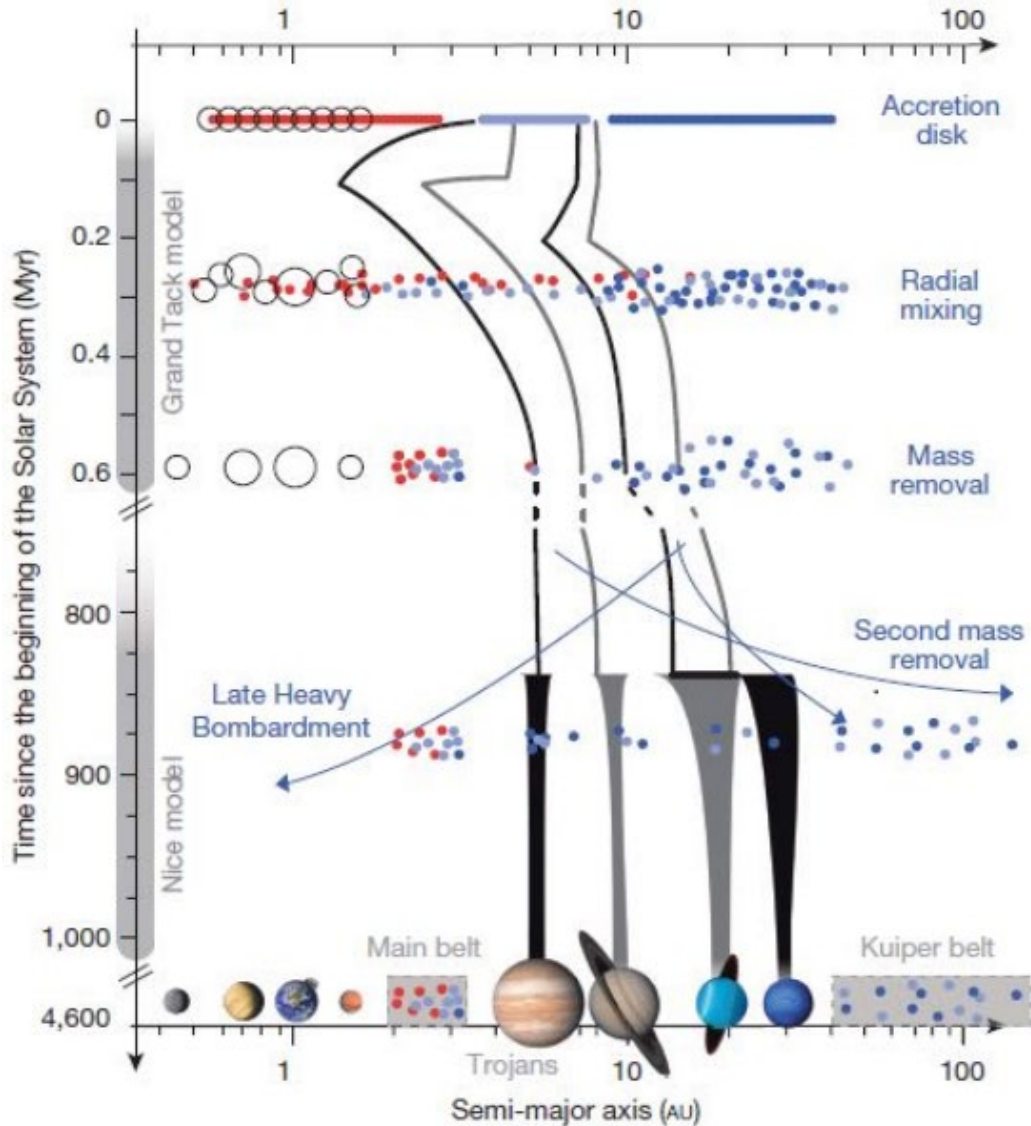 1 10 100
0
Accretion
disk
0.2
Radial
mixing
0.4
Mass
removal
0.6
Grand Tack model
Time since the beginning of the Solar System (Myr)
800
Second mass
removal
Late Heavy
Bombardment
900
Nice model
1,000
Main belt
Kuiper belt
4,600
Trojans
1 10 100
Semi-major axis (AU)